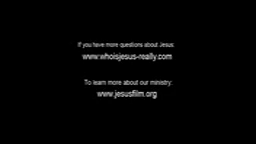 If you have more questions about Jesus:
www.whoisjesus-really.com
To learn more about our ministry:
www.jesusfilm.org